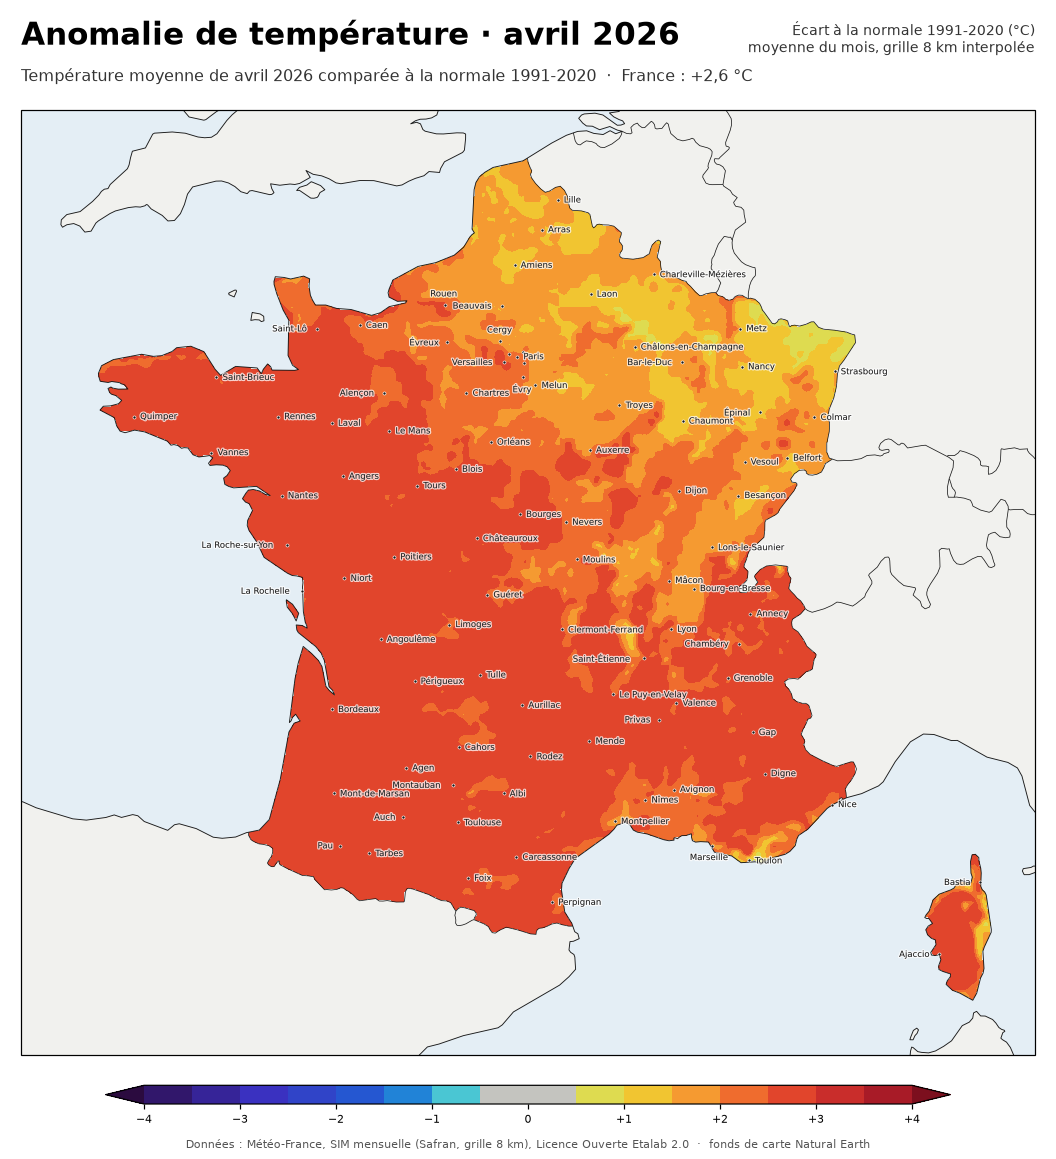 Anomalie de température · avril 2026
Écart à la normale 1991-2020 (°C)
moyenne du mois, grille 8 km interpolée
Température moyenne de avril 2026 comparée à la normale 1991-2020 · France : +2,6 °C
Lille
Arras
Amiens
Charleville-Mézières
Rouen
Laon
Beauvais
Saint-Lô
Caen
Cergy
Metz
Évreux
Châlons-en-Champagne
Versailles
Paris
Bar-le-Duc
Nancy
Strasbourg
Saint-Brieuc
Évry
Melun
Alençon
Chartres
Troyes
Épinal
Quimper
Rennes
Colmar
Laval
Chaumont
Le Mans
Orléans
Vannes
Auxerre
Belfort
Vesoul
Blois
Angers
Tours
Dijon
Nantes
Besançon
Bourges
Nevers
Châteauroux
La Roche-sur-Yon
Lons-le-Saunier
Poitiers
Moulins
Niort
Mâcon
Bourg-en-Bresse
La Rochelle
Guéret
Annecy
Limoges
Clermont-Ferrand
Lyon
Angoulême
Chambéry
Saint-Étienne
Tulle
Grenoble
Périgueux
Le Puy-en-Velay
Valence
Bordeaux
Aurillac
Privas
Gap
Mende
Cahors
Rodez
Agen
Digne
Montauban
Avignon
Mont-de-Marsan
Albi
Nîmes
Nice
Auch
Toulouse
Montpellier
Pau
Tarbes
Carcassonne
Marseille
Toulon
Foix
Bastia
Perpignan
Ajaccio
−4 −3 −2 −1 0 +1 +2 +3 +4
Données : Météo-France, SIM mensuelle (Safran, grille 8 km), Licence Ouverte Etalab 2.0 · fonds de carte Natural Earth